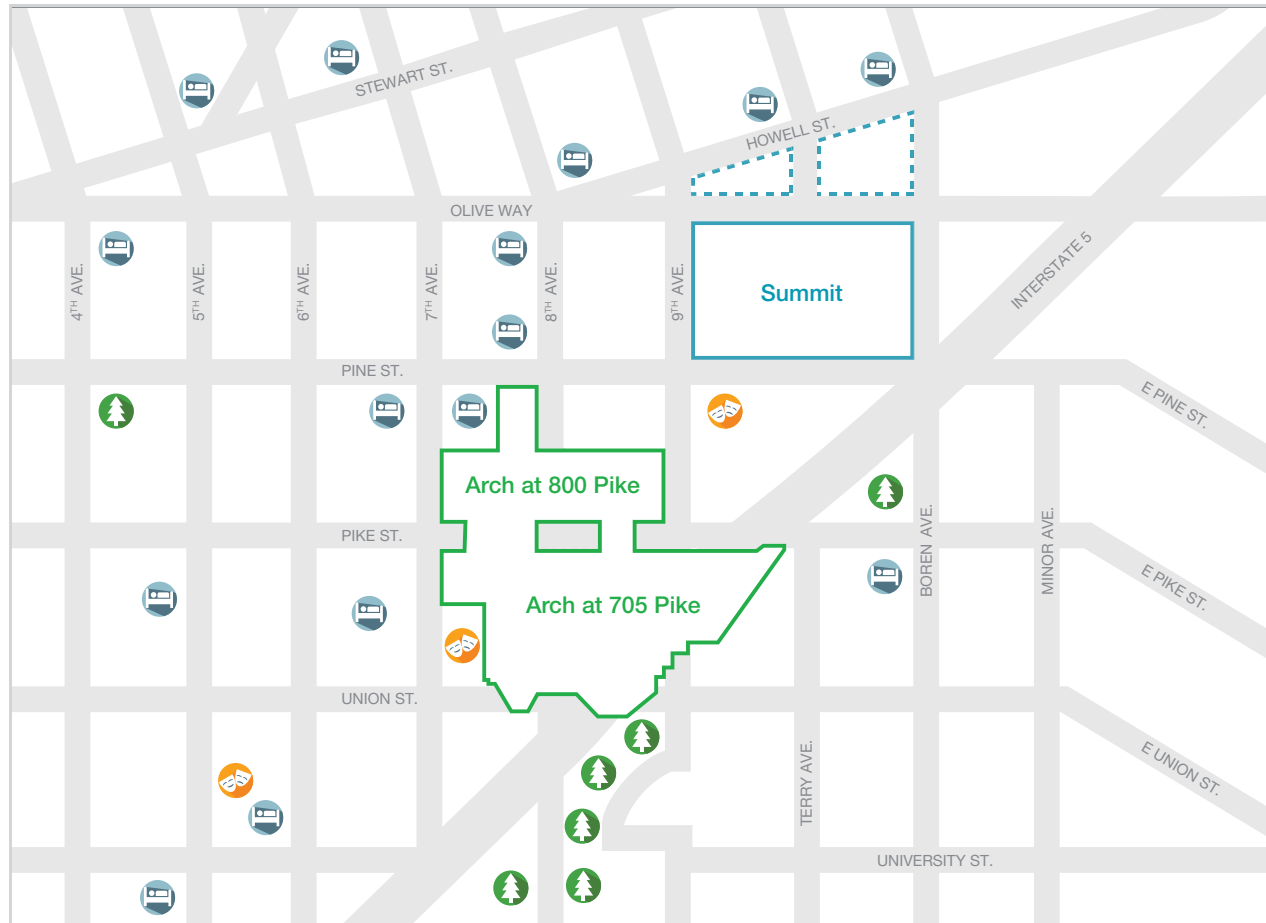 STEWART ST.
HOWELL ST.
OLIVE WAY
4TH AVE.
5TH AVE.
6TH AVE.
7TH AVE.
8TH AVE.
9TH AVE.
Summit
INTERSTATE 5
PINE ST.
E PINE ST.
Arch at 800 Pike
PIKE ST.
BOREN AVE.
MINOR AVE.
E PIKE ST.
Arch at 705 Pike
UNION ST.
TERRY AVE.
E UNION ST.
UNIVERSITY ST.